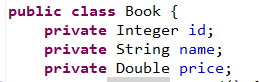 public class Book {
    private Integer id;
    private String name;
    private Double price;